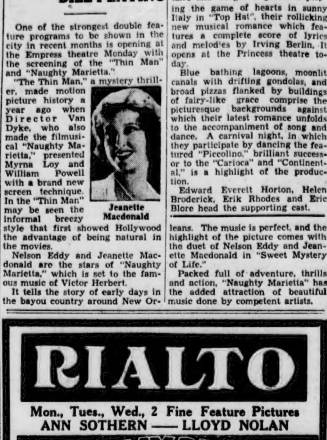 One of the strongest double fea-
ture programs to be shown in the
city in recent months is opening at
the Empress theatre Monday with
the screening of the "Thin Man"
and "Naughty Marietta."
"The Thin Man," a mystery thrill-
er, made motion
picture history a
year ago when
Director Van
Dyke, who also
made the filmusi-
cal "Naughty Ma-
rietta," presented
Myrna Loy and
William Powell
with a brand new
screen technique.
In the "Thin Man"
may be seen the
informal breezy
Jeanette
Macdonald
style that first showed Hollywood
the advantage of being natural in
the movies.
Nelson Eddy and Jeanette Mac-
donald are the stars of "Naughty
Marietta," which is set to the fam-
ous music of Victor Herbert.
It tells the story of early days in
the bayou country around New Or-
leans. The music is perfect, and the
highlight of the picture comes with
the duet of Nelson Eddy and Jean-
ette Macdonald in "Sweet Mystery
of Life."
Packed full of adventure, thrills
and action, "Naughty Marietta" has
the added attraction of beautiful
music done by competent artists.
ing the game of hearts in sunny
Italy in "Top Hat", their rollicking
new musical romance which fea-
tures a complete score of lyrics
and melodies by Irving Berlin. It
opens at the Princess theatre to-
day.
Blue bathing lagoons, moonlit
canals with drifting gondolas, and
broad pizzas flanked by buildings
of fairy-like grace comprise the
picturesque backgrounds against
which their latest romance unfolds
to the accompaniment of song and
dance. A carnival night, in which
they participate by dancing the fea-
tured "Piccolino," brilliant success-
or to the "Carioca" and "Continent-
al," is a highlight of the produc-
tion.
Edward Everett Horton, Helen
Broderick, Erik Rhodes and Eric
Blore head the supporting cast.
RIALTO
Mon., Tues., Wed., 2 Fine Feature Pictures
ANN SOTHERN — LLOYD NOLAN